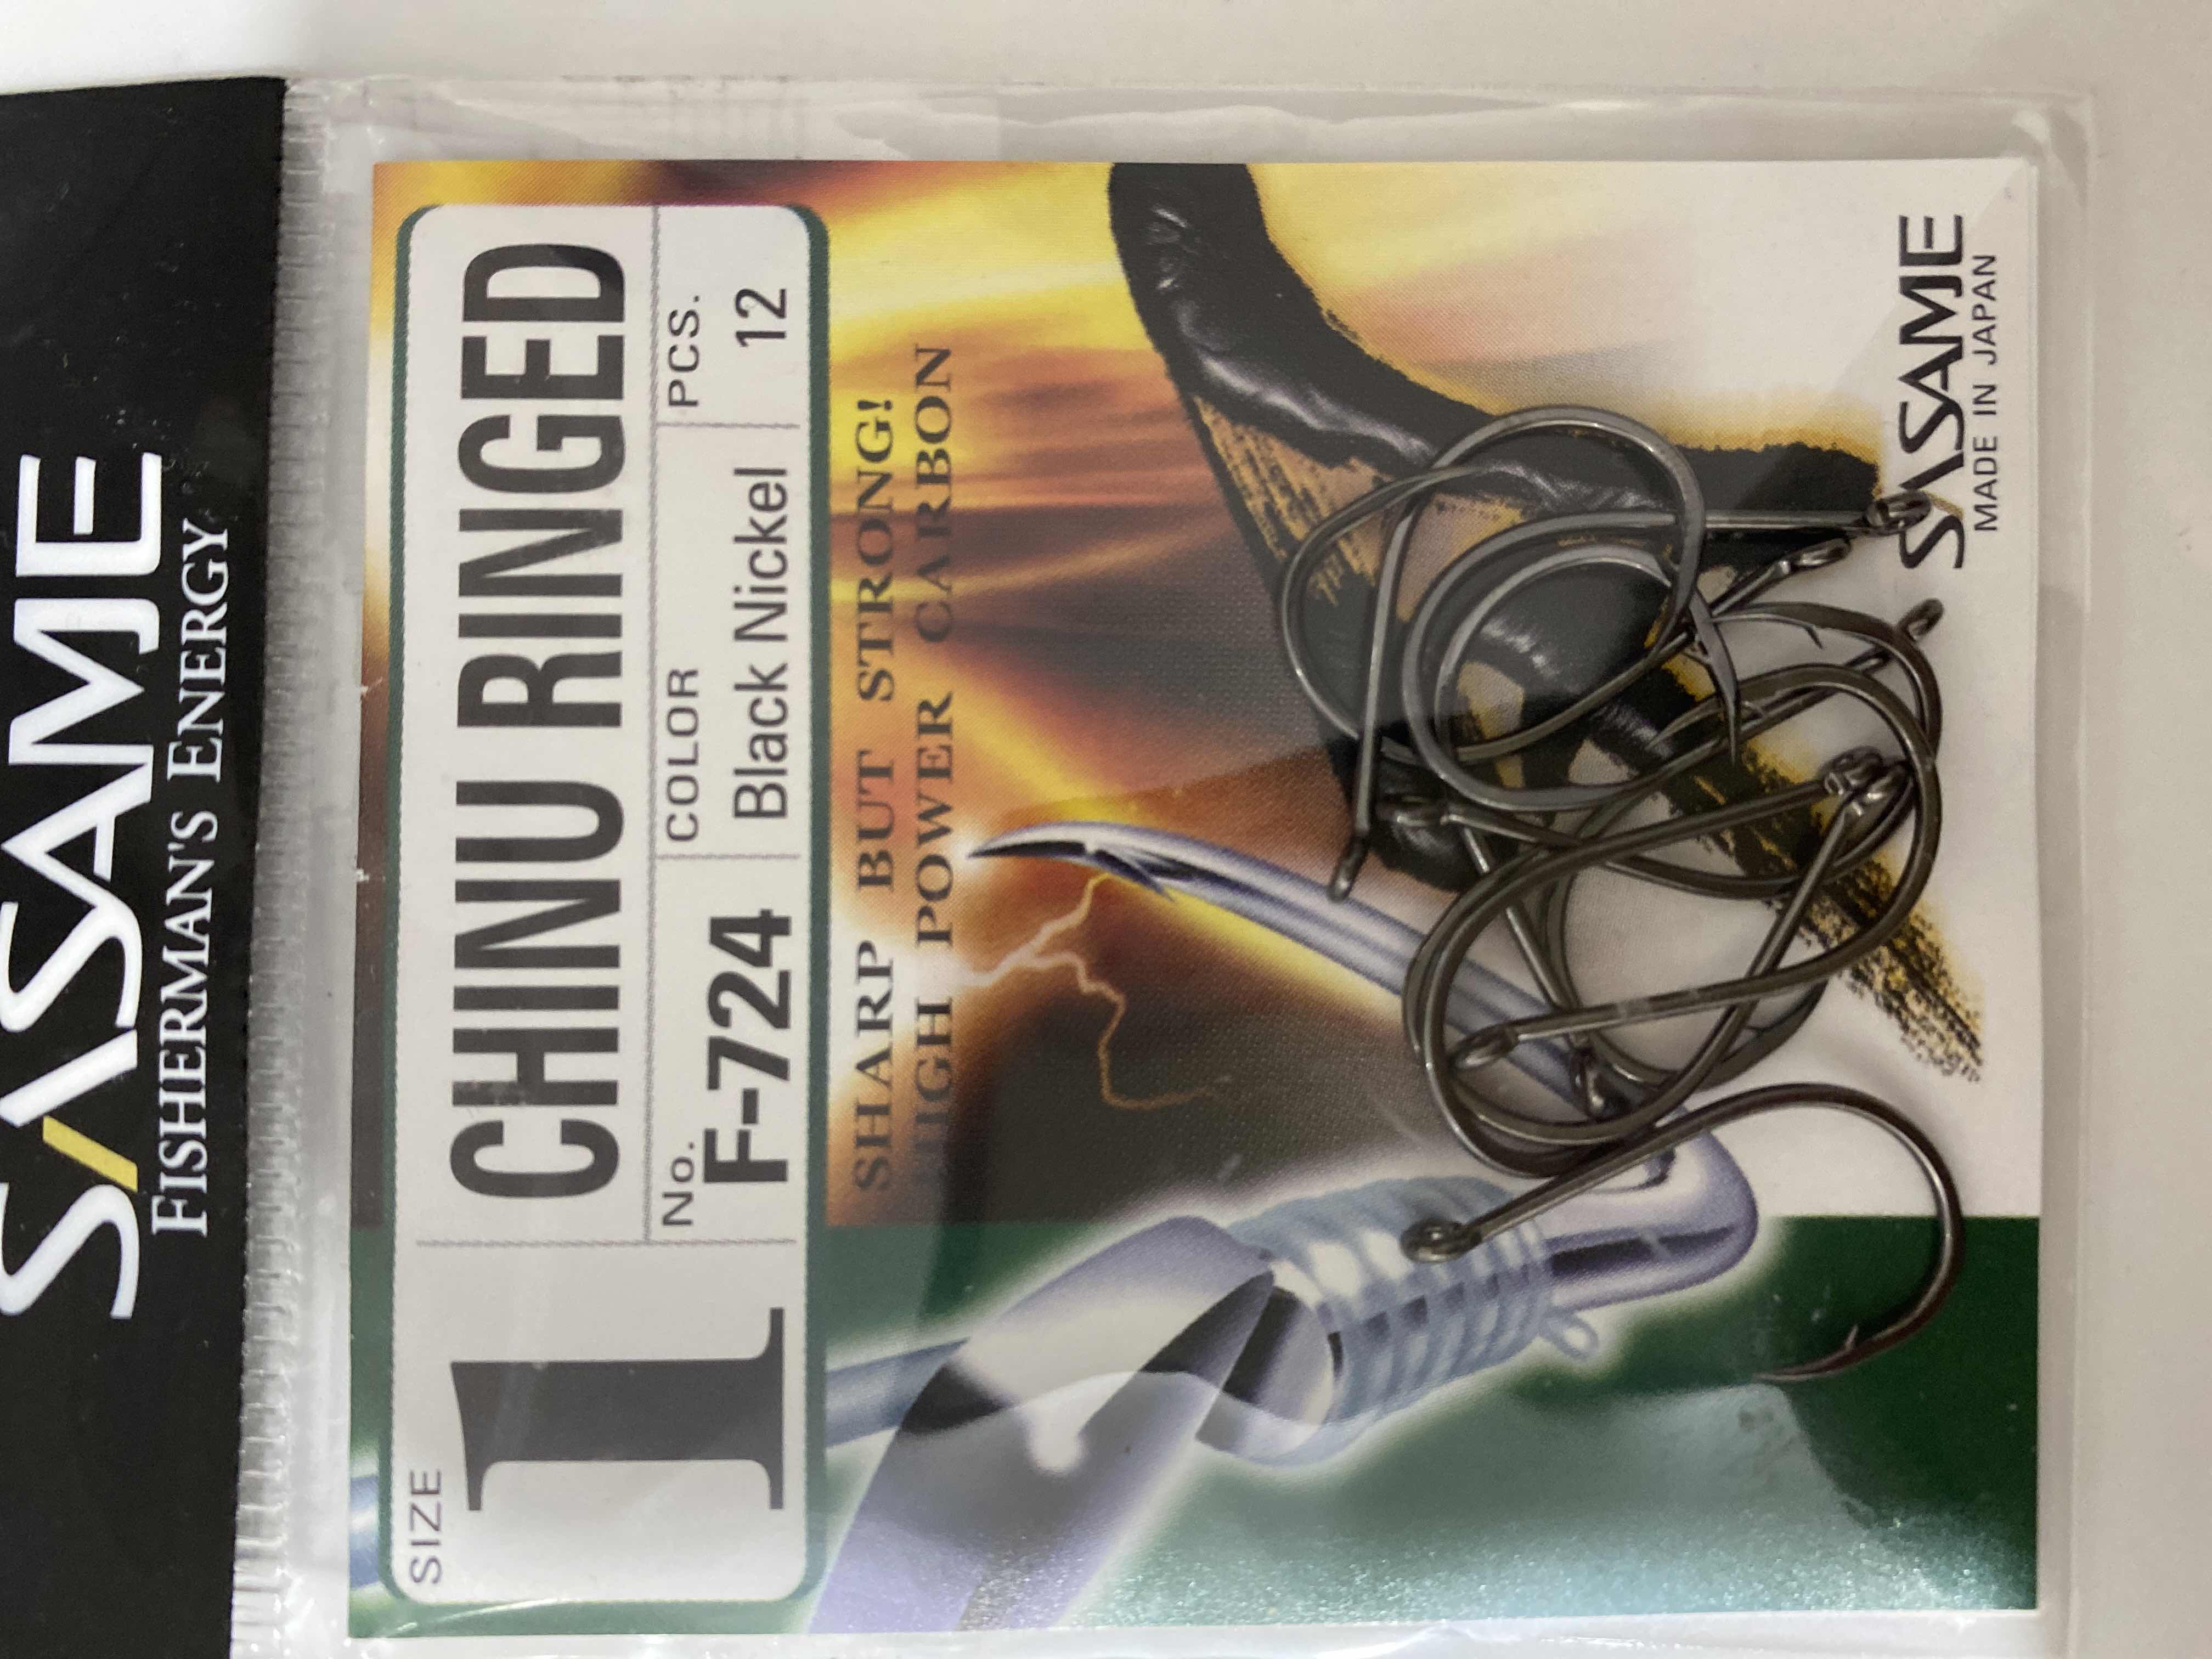 SASAME
FISHERMAN'S ENERGY
SIZE
1
CHINU RINGED
No.
F-724
COLOR
Black Nickel
PCS.
12
SHARP BUT STRONG!
HIGH POWER CARBON
SASAME
MADE IN JAPAN